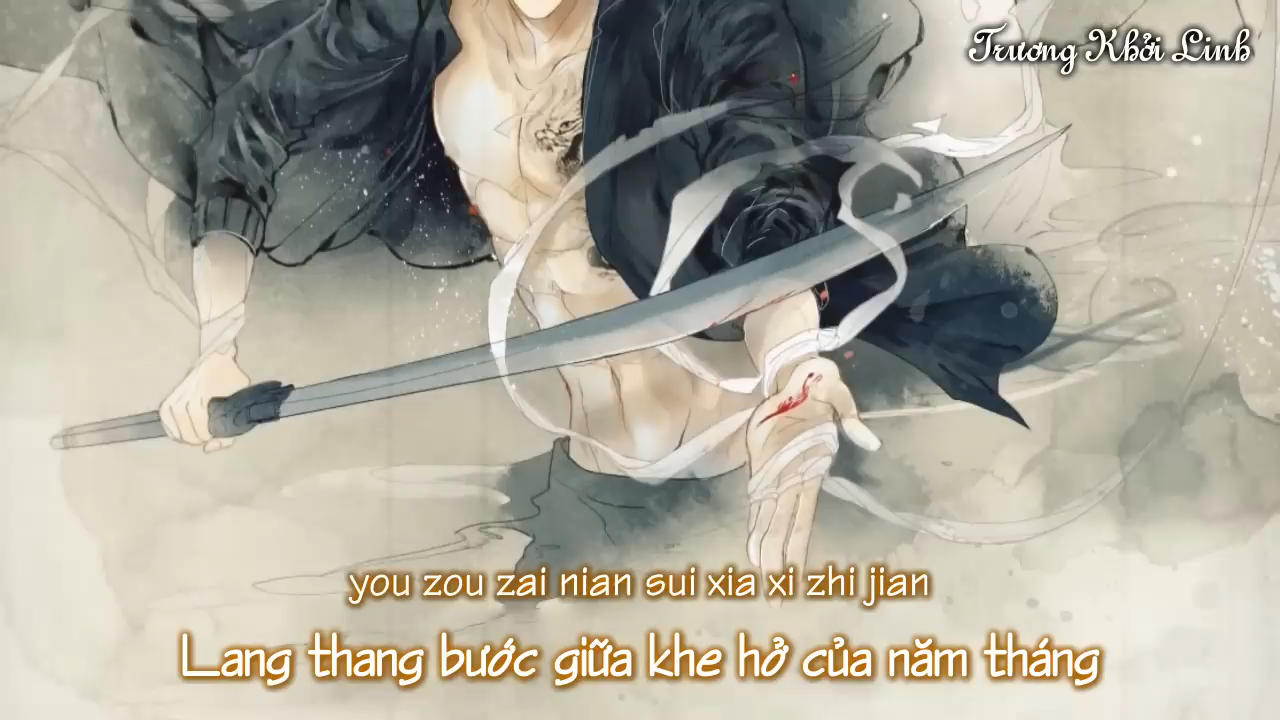 Trương Khởi Linh
you zou zai nian sui xia xi zhi jian
Lang thang bước giữa khe hở của năm tháng